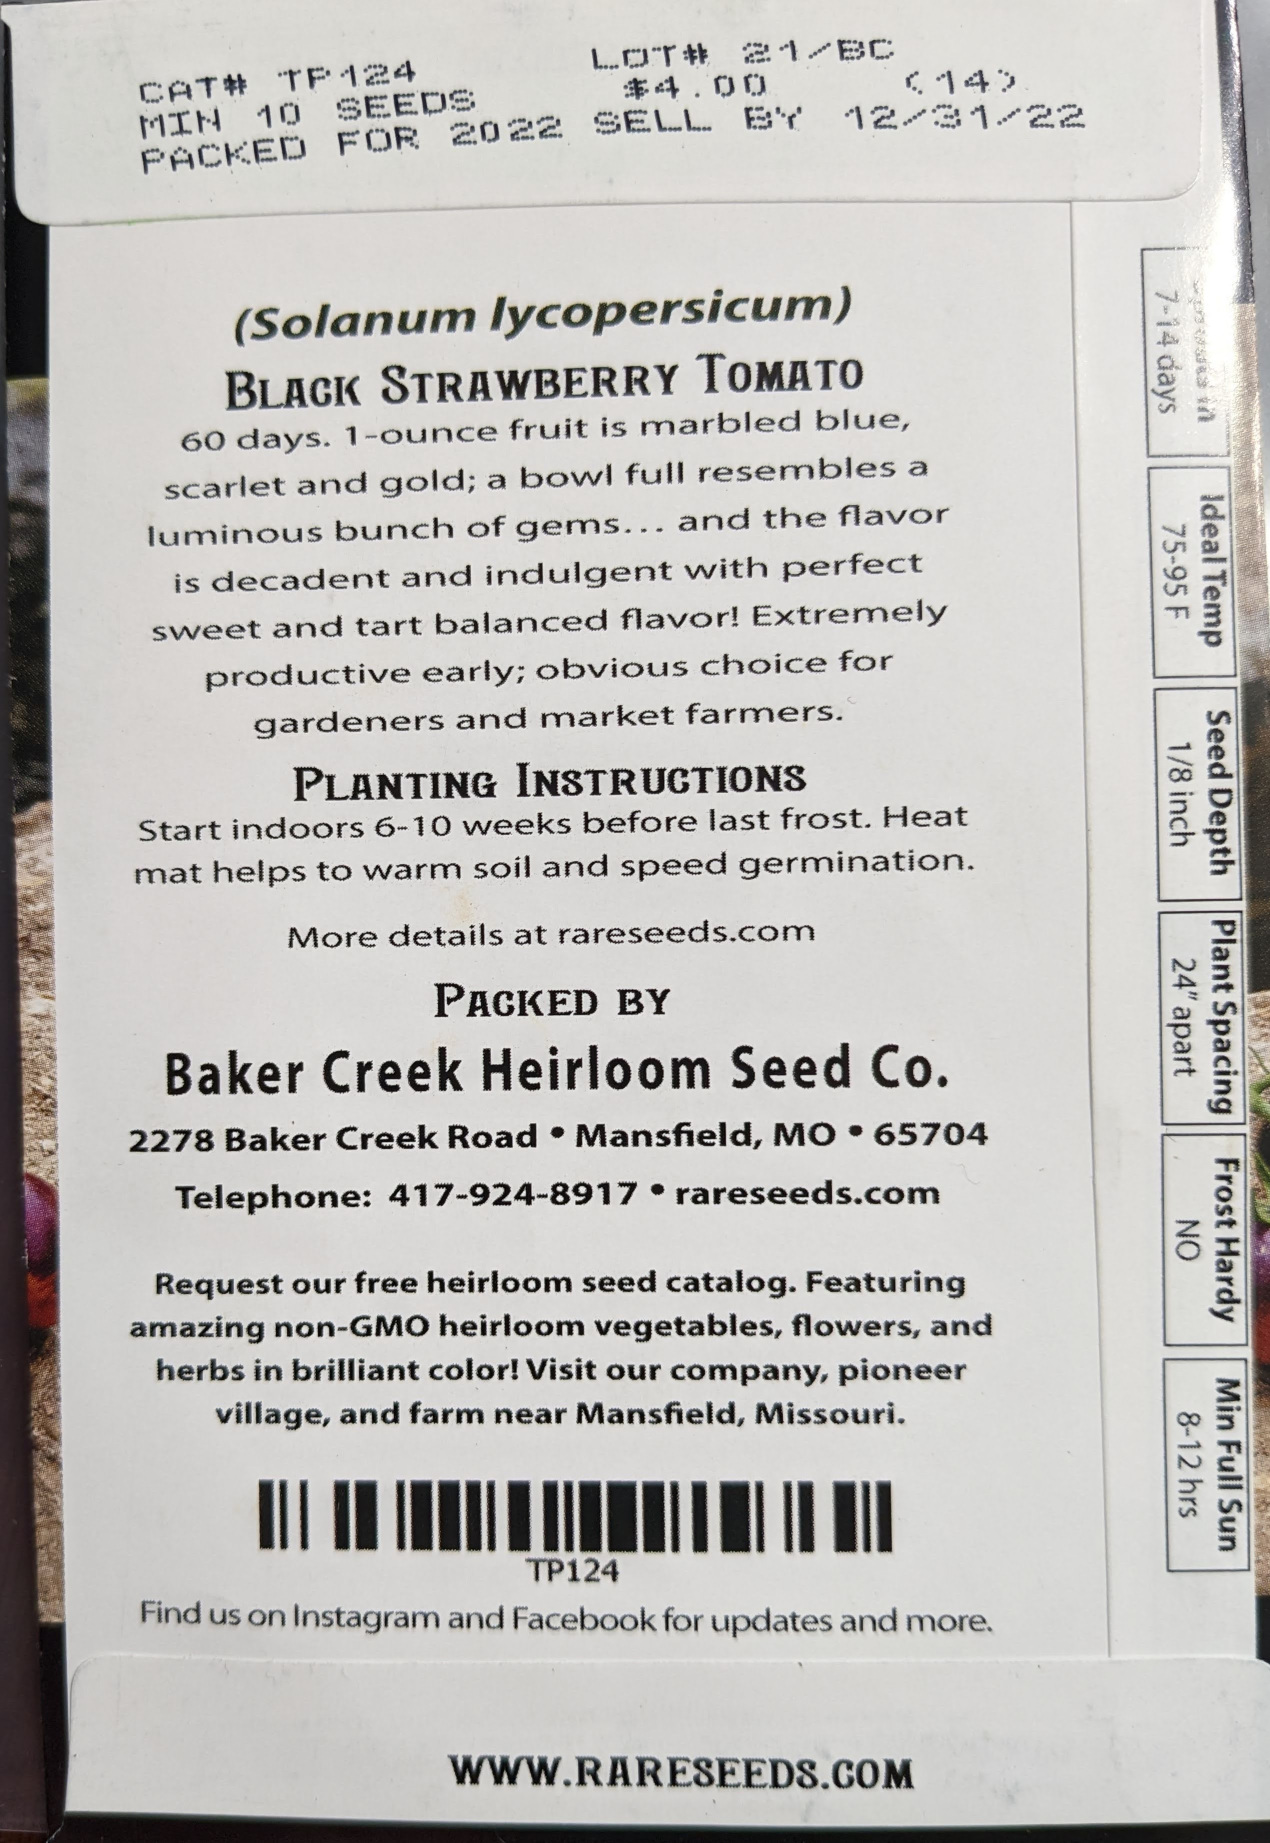 CAT# TP124 LOT# 21/BC
MIN 10 SEEDS $4.00 (14)
PACKED FOR 2022 SELL BY 12/31/22
(Solanum lycopersicum)
Black Strawberry Tomato
60 days. 1-ounce fruit is marbled blue,
scarlet and gold; a bowl full resembles a
luminous bunch of gems... and the flavor
is decadent and indulgent with perfect
sweet and tart balanced flavor! Extremely
productive early; obvious choice for
gardeners and market farmers.
Planting Instructions
Start indoors 6-10 weeks before last frost. Heat
mat helps to warm soil and speed germination.
More details at rareseeds.com
Packed by
Baker Creek Heirloom Seed Co.
2278 Baker Creek Road • Mansfield, MO • 65704
Telephone: 417-924-8917 • rareseeds.com
Request our free heirloom seed catalog. Featuring
amazing non-GMO heirloom vegetables, flowers, and
herbs in brilliant color! Visit our company, pioneer
village, and farm near Mansfield, Missouri.
TP124
Find us on Instagram and Facebook for updates and more.
WWW.RARESEEDS.COM
in
7-14 days
Ideal Temp
75-95 F
Seed Depth
1/8 inch
Plant Spacing
24" apart
Frost Hardy
NO
Min Full Sun
8-12 hrs